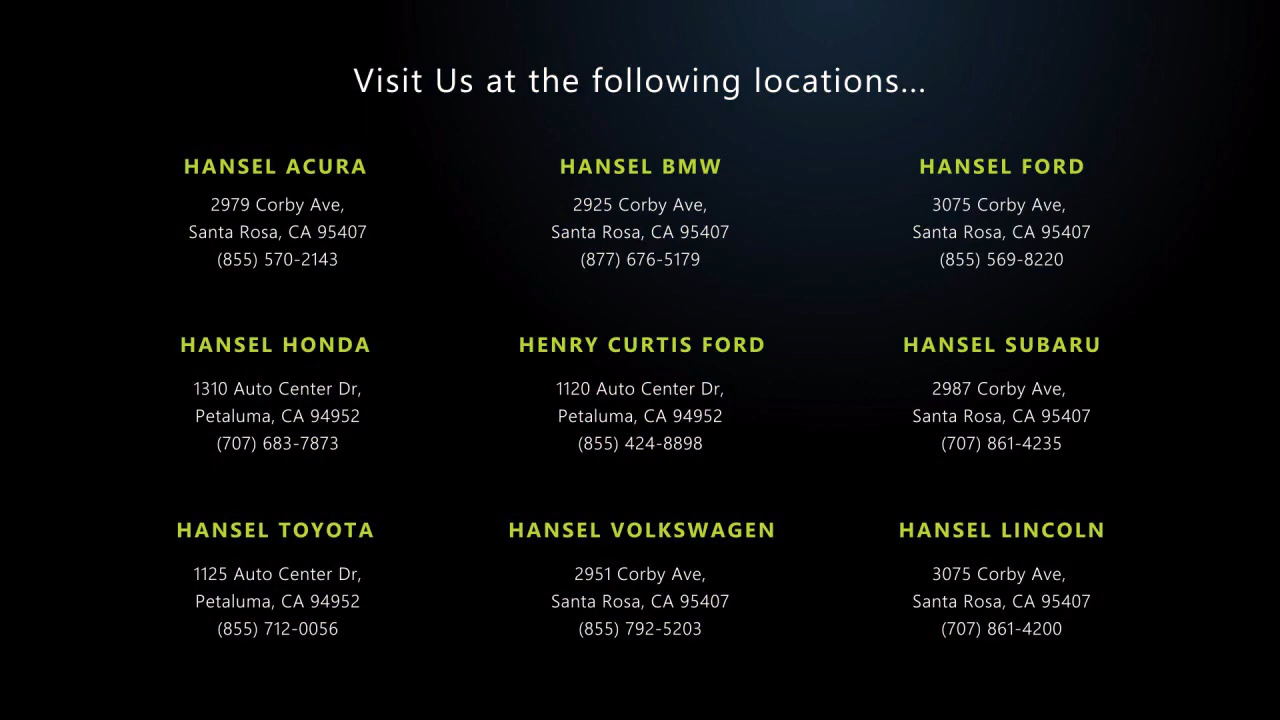 Visit Us at the following locations...
HANSEL ACURA
2979 Corby Ave,
Santa Rosa, CA 95407
(855) 570-2143
HANSEL BMW
2925 Corby Ave,
Santa Rosa, CA 95407
(877) 676-5179
HANSEL FORD
3075 Corby Ave,
Santa Rosa, CA 95407
(855) 569-8220
HANSEL HONDA
1310 Auto Center Dr,
Petaluma, CA 94952
(707) 683-7873
HENRY CURTIS FORD
1120 Auto Center Dr,
Petaluma, CA 94952
(855) 424-8898
HANSEL SUBARU
2987 Corby Ave,
Santa Rosa, CA 95407
(707) 861-4235
HANSEL TOYOTA
1125 Auto Center Dr,
Petaluma, CA 94952
(855) 712-0056
HANSEL VOLKSWAGEN
2951 Corby Ave,
Santa Rosa, CA 95407
(855) 792-5203
HANSEL LINCOLN
3075 Corby Ave,
Santa Rosa, CA 95407
(707) 861-4200